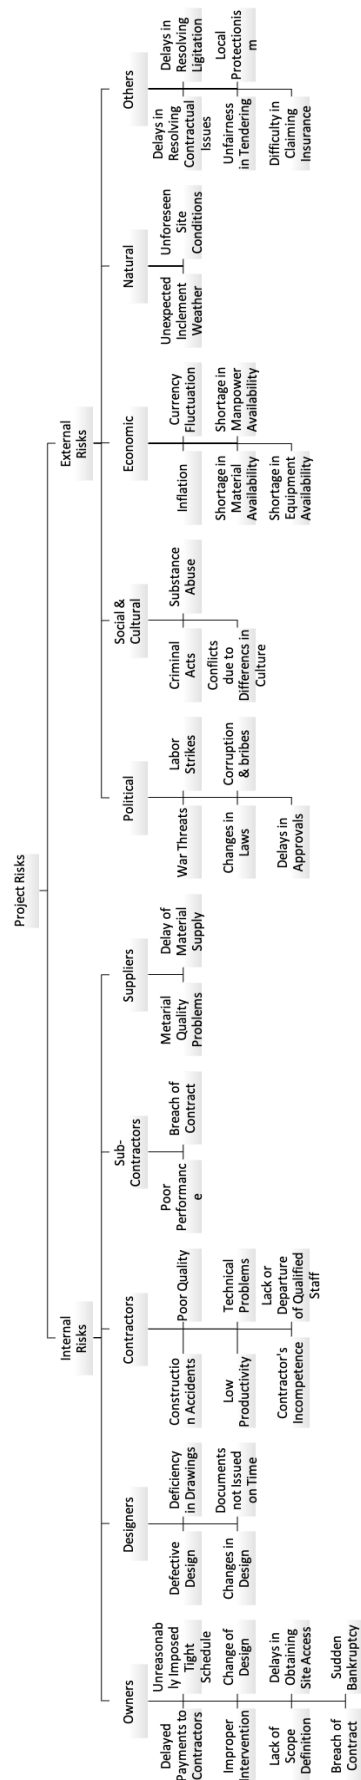 Project Risks
Internal
Risks
External
Risks
Owners
Designers
Contractors
Sub-
Contractors
Suppliers
Political
Social &
Cultural
Economic
Natural
Others
Delayed
Payments to
Contractors
Unreasonab
ly Imposed
Tight
Schedule
Improper
Intervention
Change of
Design
Lack of
Scope
Definition
Delays in
Obtaining
Site Access
Breach of
Contract
Sudden
Bankruptcy
Defective
Design
Deficiency
in Drawings
Changes in
Design
Documents
not Issued
on Time
Constructio
n Accidents
Poor Quality
Low
Productivity
Technical
Problems
Contractor's
Incompetence
Lack or
Departure
of Qualified
Staff
Poor
Performanc
e
Breach of
Contract
Metarial
Quality
Problems
Delay of
Material
Supply
War Threats
Labor
Strikes
Changes in
Laws
Corruption
& bribes
Delays in
Approvals
Criminal
Acts
Substance
Abuse
Conflicts
due to
Differencs in
Culture
Inflation
Currency
Fluctuation
Shortage in
Material
Availability
Shortage in
Manpower
Availability
Shortage in
Equipment
Availability
Unexpected
Inclement
Weather
Unforeseen
Site
Conditions
Delays in
Resolving
Contractual
Issues
Delays in
Resolving
Ligitation
Unfairness
in Tendering
Local
Protectionis
m
Difficulty in
Claiming
Insurance